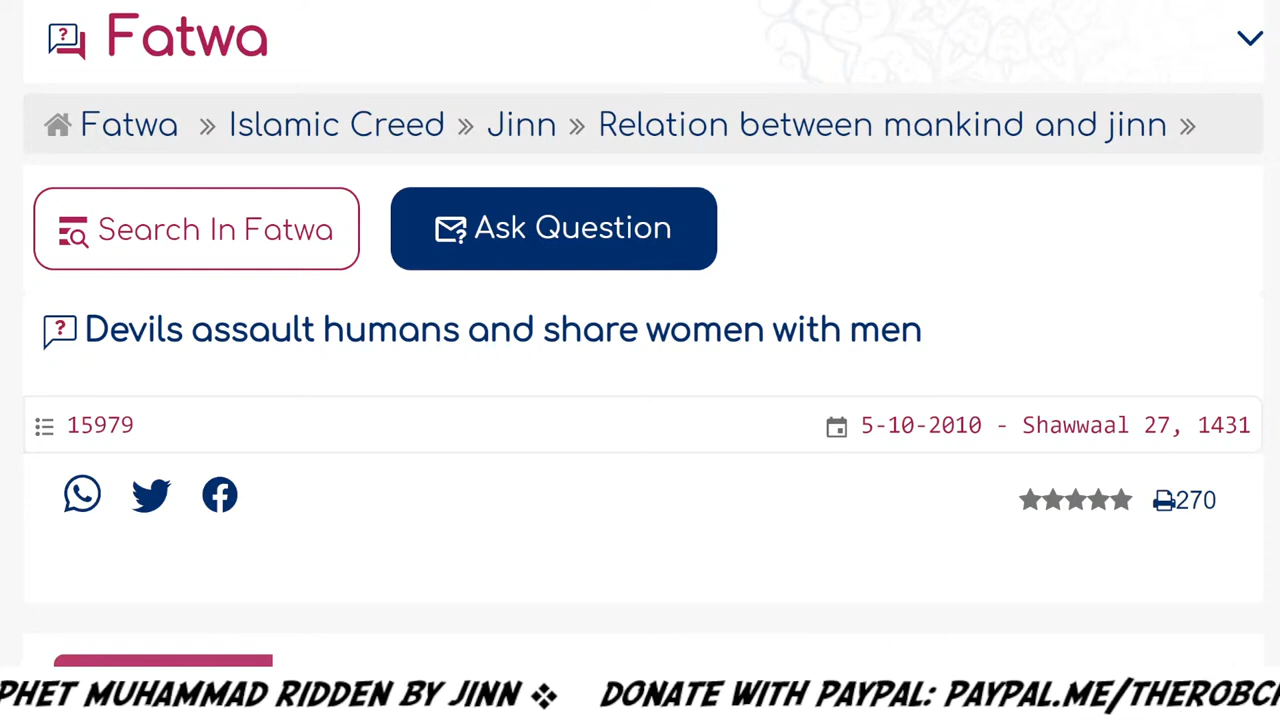 Fatwa
Fatwa » Islamic Creed » Jinn » Relation between mankind and jinn »
Search In Fatwa
Ask Question
Devils assault humans and share women with men
15979
5-10-2010 - Shawwaal 27, 1431
270
PHET MUHAMMAD RIDDEN BY JINN ❖ DONATE WITH PAYPAL: PAYPAL.ME/THEROBC